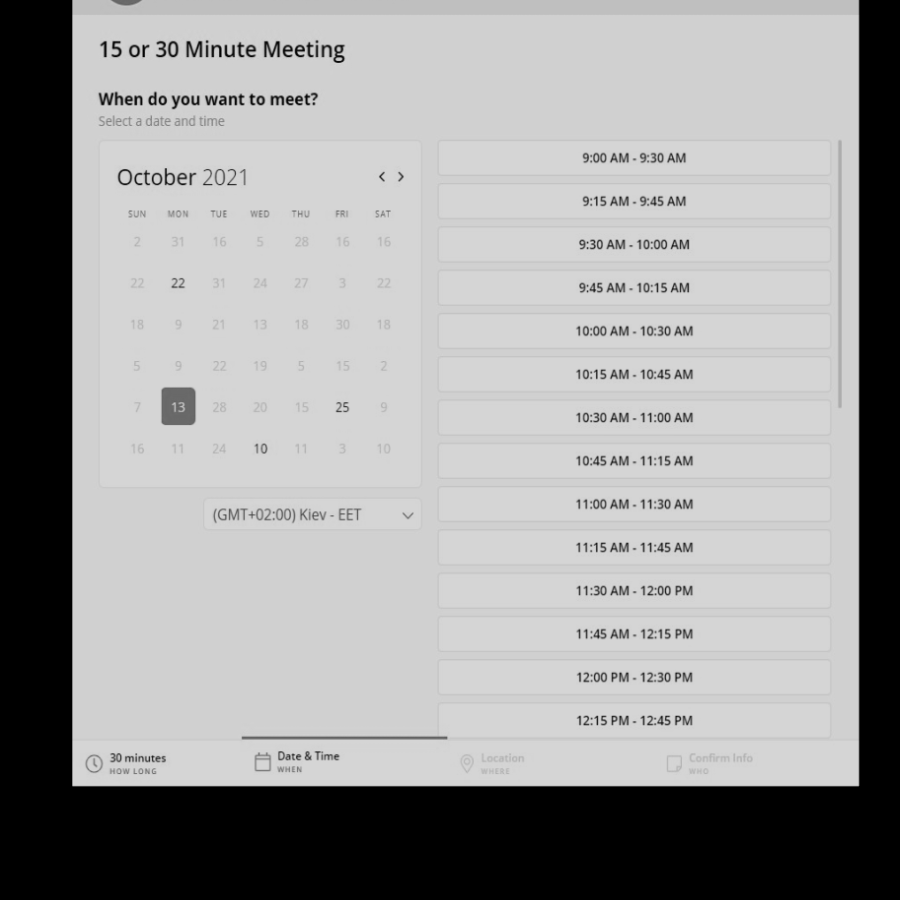 15 or 30 Minute Meeting
When do you want to meet?
Select a date and time
October 2021
SUN MON TUE WED THU FRI SAT
2 31 16 5 28 16 16
22 22 31 24 27 3 22
18 9 21 13 18 30 18
5 9 22 19 5 15 2
7 13 28 20 15 25 9
16 11 24 10 11 3 10
(GMT+02:00) Kiev - EET
9:00 AM - 9:30 AM
9:15 AM - 9:45 AM
9:30 AM - 10:00 AM
9:45 AM - 10:15 AM
10:00 AM - 10:30 AM
10:15 AM - 10:45 AM
10:30 AM - 11:00 AM
10:45 AM - 11:15 AM
11:00 AM - 11:30 AM
11:15 AM - 11:45 AM
11:30 AM - 12:00 PM
11:45 AM - 12:15 PM
12:00 PM - 12:30 PM
12:15 PM - 12:45 PM
30 minutes
HOW LONG
Date & Time
WHEN
Location
WHERE
Confirm Info
WHO